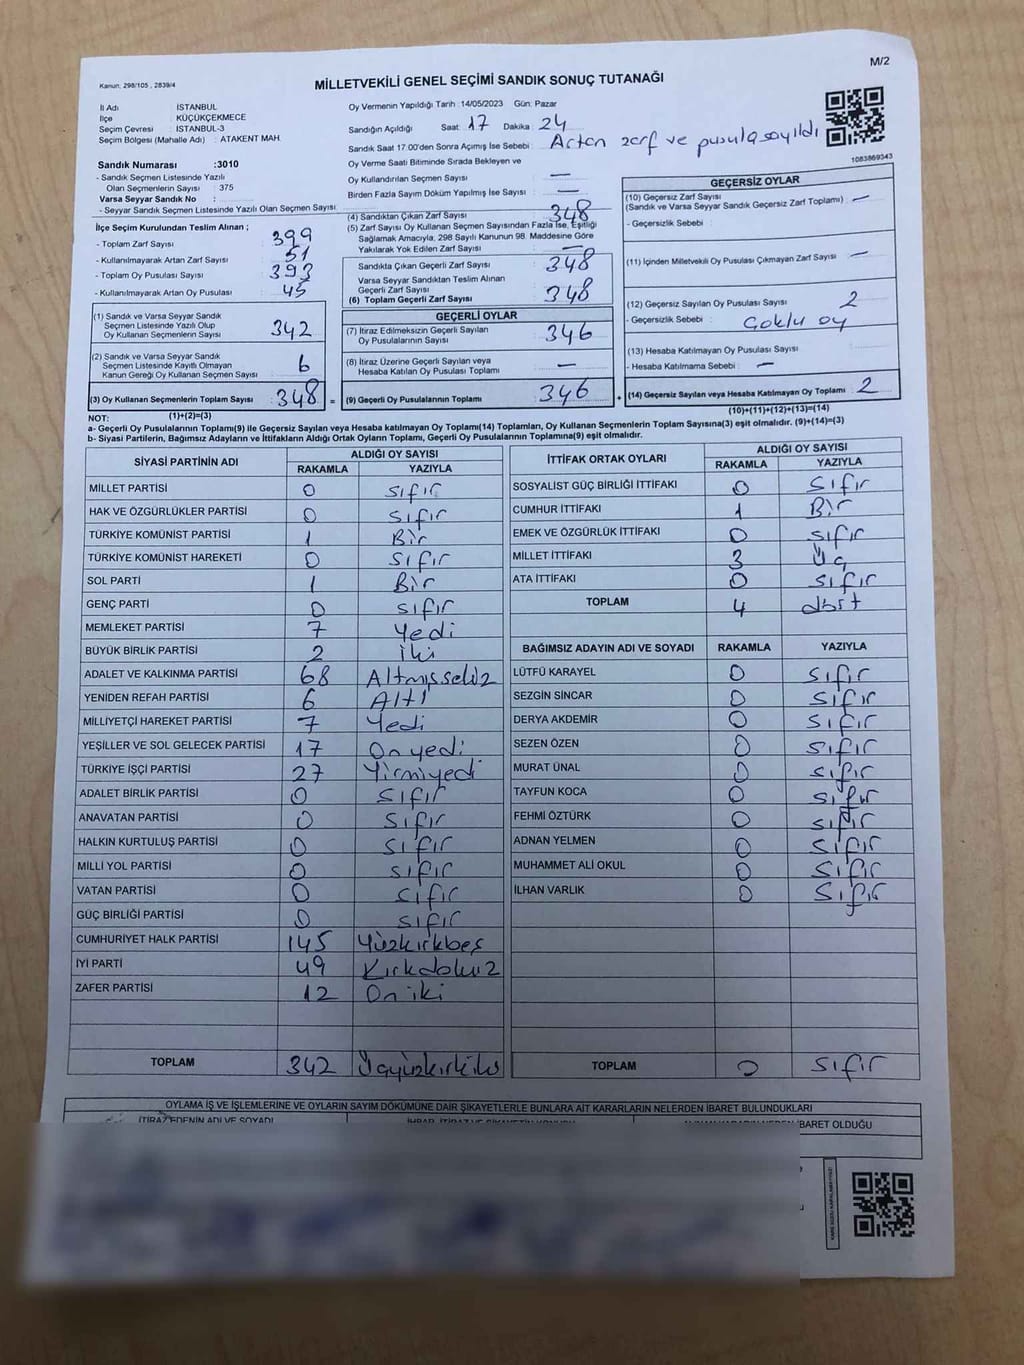 M/2
Kanun: 298/105 , 2839/4
MİLLETVEKİLİ GENEL SEÇİMİ SANDIK SONUÇ TUTANAĞI
İl Adı : İSTANBUL
İlçe : KÜÇÜKÇEKMECE
Seçim Çevresi : İSTANBUL-3
Seçim Bölgesi (Mahalle Adı) : ATAKENT MAH.
Oy Vermenin Yapıldığı Tarih :14/05/2023 Gün: Pazar
Sandığın Açıldığı Saat: 17 Dakika: 24
Sandık Saat 17.00'den Sonra Açımış İse Sebebi : Artan zarf ve pusula sayıldı
1083869343
Sandık Numarası :3010
- Sandık Seçmen Listesinde Yazılı
Olan Seçmenlerin Sayısı : 375
Varsa Seyyar Sandık No :
- Seyyar Sandık Seçmen Listesinde Yazılı Olan Seçmen Sayısı:
Oy Verme Saati Bitiminde Sırada Bekleyen ve
Oy Kullandırılan Seçmen Sayısı : —
Birden Fazla Sayım Döküm Yapılmış İse Sayısı : —
İlçe Seçim Kurulundan Teslim Alınan ;
- Toplam Zarf Sayısı : 399
- Kullanılmayarak Artan Zarf Sayısı : 51
- Toplam Oy Pusulası Sayısı : 393
- Kullanılmayarak Artan Oy Pusulası : 45
(4) Sandıktan Çıkan Zarf Sayısı : 348
(5) Zarf Sayısı Oy Kullanan Seçmen Sayısından Fazla İse, Eşitliği
Sağlamak Amacıyla, 298 Sayılı Kanunun 98. Maddesine Göre
Yakılarak Yok Edilen Zarf Sayısı : —
Sandıkta Çıkan Geçerli Zarf Sayısı : 348
Varsa Seyyar Sandıktan Teslim Alınan
Geçerli Zarf Sayısı :
(6) Toplam Geçerli Zarf Sayısı : 348
GEÇERSİZ OYLAR
(10) Geçersiz Zarf Sayısı
(Sandık ve Varsa Seyyar Sandık Geçersiz Zarf Toplamı) : —
- Geçersizlik Sebebi :
(11) İçinden Milletvekili Oy Pusulası Çıkmayan Zarf Sayısı : —
(12) Geçersiz Sayılan Oy Pusulası Sayısı : 2
- Geçersizlik Sebebi : Çoklu oy
(13) Hesaba Katılmayan Oy Pusulası Sayısı :
- Hesaba Katılmama Sebebi : —
(1) Sandık ve Varsa Seyyar Sandık
Seçmen Listesinde Yazılı Olup
Oy Kullanan Seçmenlerin Sayısı : 342
(2) Sandık ve Varsa Seyyar Sandık
Seçmen Listesinde Kayıtlı Olmayan
Kanun Gereği Oy Kullanan Seçmen Sayısı : 6
GEÇERLİ OYLAR
(7) İtiraz Edilmeksizin Geçerli Sayılan
Oy Pusulalarının Sayısı : 346
(8) İtiraz Üzerine Geçerli Sayılan veya
Hesaba Katılan Oy Pusulası Toplamı : —
(3) Oy Kullanan Seçmenlerin Toplam Sayısı : 348 = (9) Geçerli Oy Pusulalarının Toplamı : 346 + (14) Geçersiz Sayılan veya Hesaba Katılmayan Oy Toplamı : 2
NOT: (1)+(2)=(3) (10)+(11)+(12)+(13)=(14)
a- Geçerli Oy Pusulalarının Toplamı(9) ile Geçersiz Sayılan veya Hesaba Katılmayan Oy Toplamı(14) Toplamları, Oy Kullanan Seçmenlerin Toplam Sayısına(3) eşit olmalıdır. (9)+(14)=(3)
b- Siyasi Partilerin, Bağımsız Adayların ve İttifakların Aldığı Ortak Oyların Toplamı, Geçerli Oy Pusulalarının Toplamına(9) eşit olmalıdır.
SİYASİ PARTİNİN ADI ALDIĞI OY SAYISI
RAKAMLA YAZIYLA
MİLLET PARTİSİ 0 Sıfır
HAK VE ÖZGÜRLÜKLER PARTİSİ 0 Sıfır
TÜRKİYE KOMÜNİST PARTİSİ 1 Bir
TÜRKİYE KOMÜNİST HAREKETİ 0 Sıfır
SOL PARTİ 1 Bir
GENÇ PARTİ 0 Sıfır
MEMLEKET PARTİSİ 7 Yedi
BÜYÜK BİRLİK PARTİSİ 2 İki
ADALET VE KALKINMA PARTİSİ 68 Altmışsekiz
YENİDEN REFAH PARTİSİ 6 Altı
MİLLİYETÇİ HAREKET PARTİSİ 7 Yedi
YEŞİLLER VE SOL GELECEK PARTİSİ 17 On yedi
TÜRKİYE İŞÇİ PARTİSİ 27 Yirmiyedi
ADALET BİRLİK PARTİSİ 0 Sıfır
ANAVATAN PARTİSİ 0 Sıfır
HALKIN KURTULUŞ PARTİSİ 0 Sıfır
MİLLİ YOL PARTİSİ 0 Sıfır
VATAN PARTİSİ 0 Sıfır
GÜÇ BİRLİĞİ PARTİSİ 0 Sıfır
CUMHURİYET HALK PARTİSİ 145 Yüzkırkbeş
İYİ PARTİ 49 Kırkdokuz
ZAFER PARTİSİ 12 On iki
TOPLAM 342 Üçyüzkırkiki
İTTİFAK ORTAK OYLARI ALDIĞI OY SAYISI
RAKAMLA YAZIYLA
SOSYALİST GÜÇ BİRLİĞİ İTTİFAKI 0 Sıfır
CUMHUR İTTİFAKI 1 Bir
EMEK VE ÖZGÜRLÜK İTTİFAKI 0 Sıfır
MİLLET İTTİFAKI 3 Üç
ATA İTTİFAKI 0 Sıfır
TOPLAM 4 dört
BAĞIMSIZ ADAYIN ADI VE SOYADI RAKAMLA YAZIYLA
LÜTFÜ KARAYEL 0 Sıfır
SEZGİN SİNCAR 0 Sıfır
DERYA AKDEMİR 0 Sıfır
SEZEN ÖZEN 0 Sıfır
MURAT ÜNAL 0 Sıfır
TAYFUN KOCA 0 Sıfır
FEHMİ ÖZTÜRK 0 Sıfır
ADNAN YELMEN 0 Sıfır
MUHAMMET ALİ OKUL 0 Sıfır
İLHAN VARLIK 0 Sıfır
TOPLAM 0 Sıfır
OYLAMA İŞ VE İŞLEMLERİNE VE OYLARIN SAYIM DÖKÜMÜNE DAİR ŞİKAYETLERLE BUNLARA AİT KARARLARIN NELERDEN İBARET BULUNDUKLARI
İTİRAZ EDENİN ADI VE SOYADI
İBARET OLDUĞU